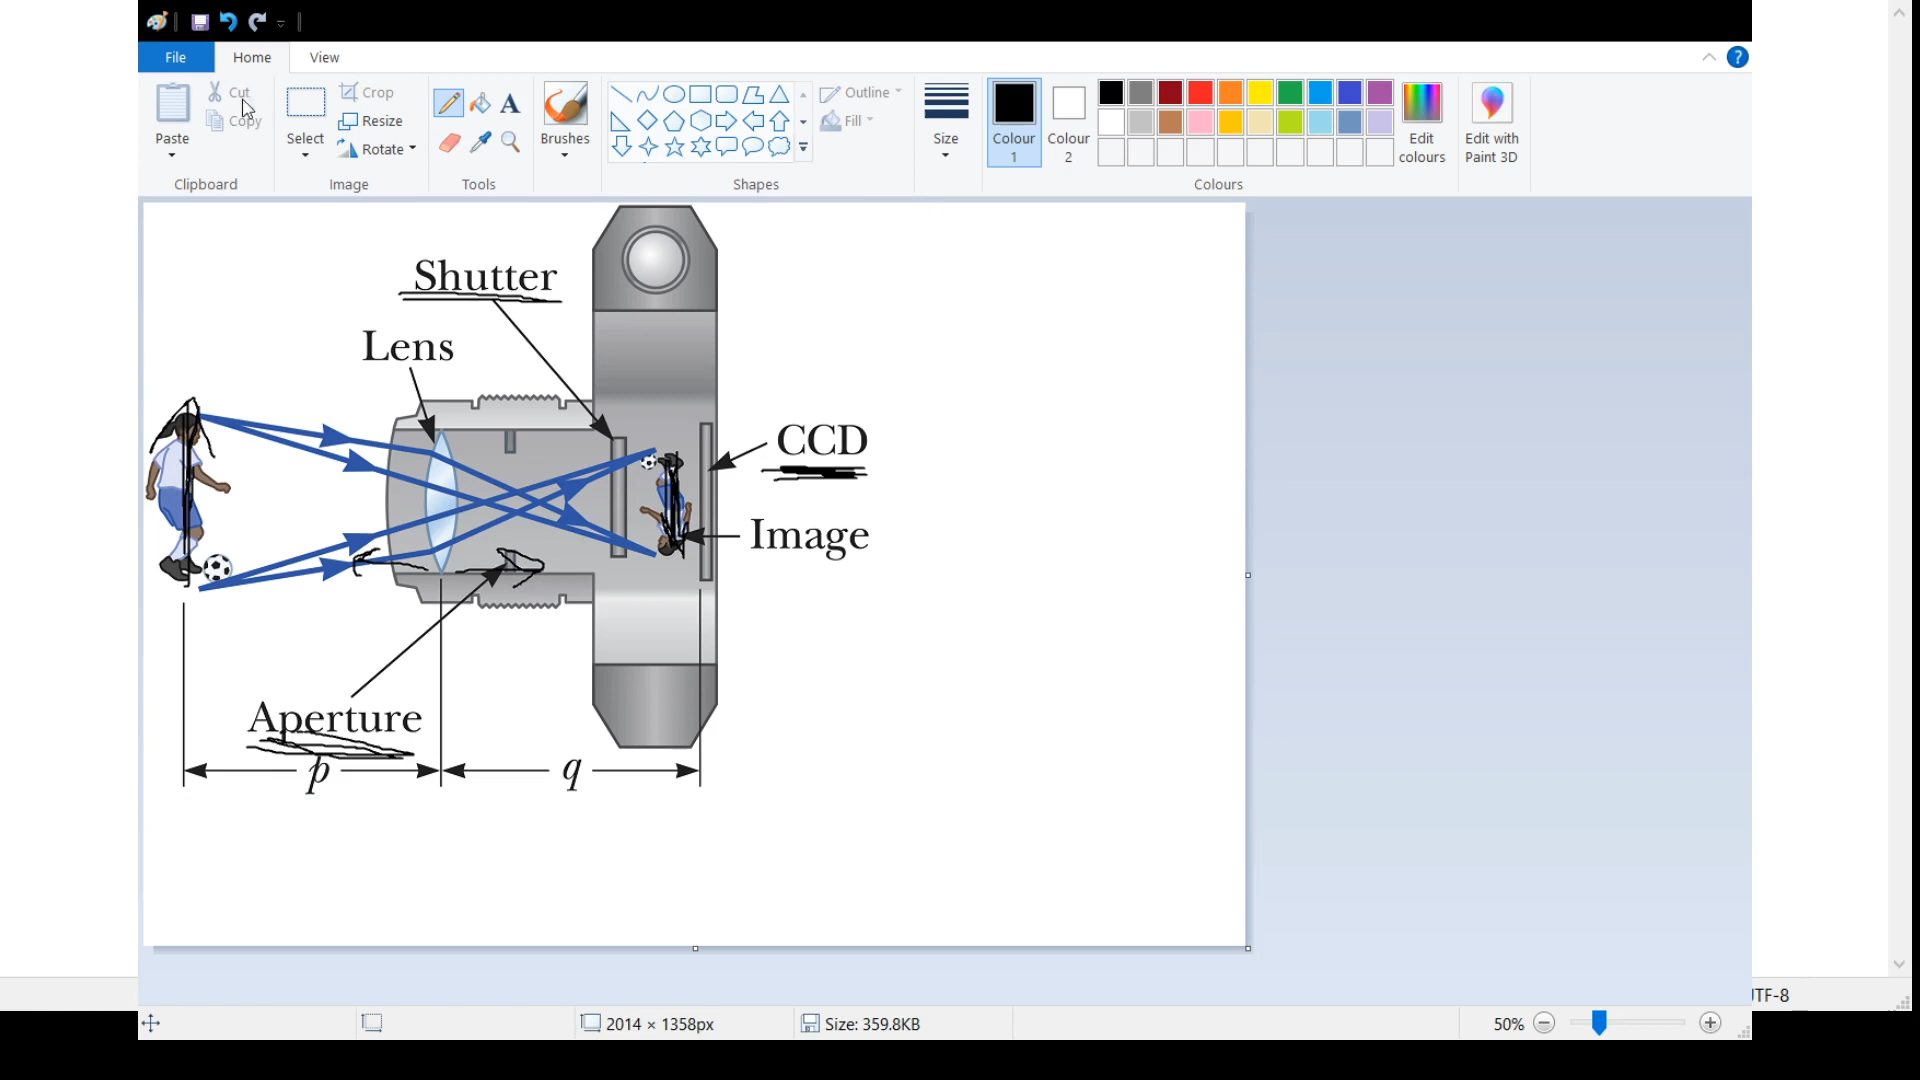 File Home View
?
Cut
Copy
Paste
Clipboard
Select
Crop
Resize
Rotate
Image
A
Tools
Brushes
Shapes
Outline
Fill
Size
Colour 1
Colour 2
Colours
Edit colours
Edit with Paint 3D
Shutter
Lens
CCD
Image
Aperture
p
q
TF-8
2014 × 1358px
Size: 359.8KB
50%